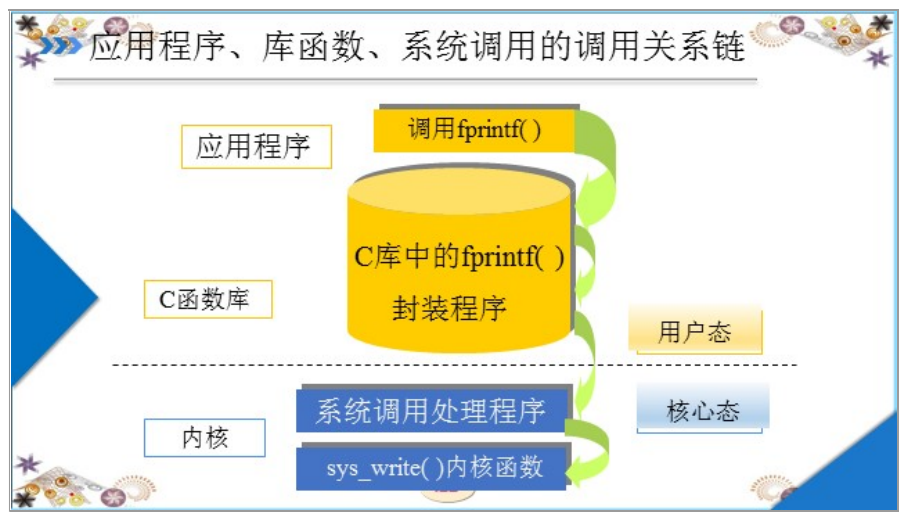 应用程序、库函数、系统调用的调用关系链
应用程序
调用fprintf( )
C库中的fprintf( )
封装程序
C函数库
用户态
系统调用处理程序
核心态
内核
sys_write( )内核函数